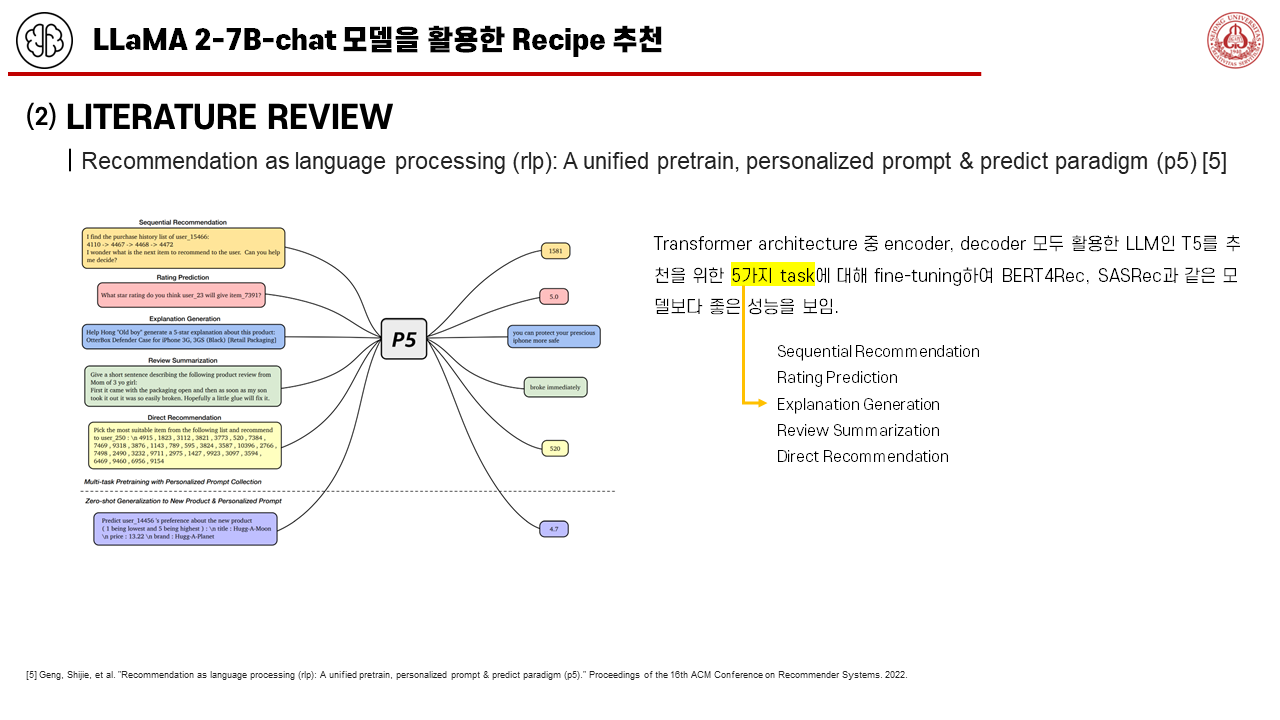 LLaMA 2-7B-chat 모델을 활용한 Recipe 추천
(2) LITERATURE REVIEW
Recommendation as language processing (rlp): A unified pretrain, personalized prompt & predict paradigm (p5) [5]
Sequential Recommendation
I find the purchase history list of user_15466:
4110 -> 4467 -> 4468 -> 4472
I wonder what is the next item to recommend to the user. Can you help
me decide?
Rating Prediction
What star rating do you think user_23 will give item_7391?
Explanation Generation
Help Hong "Old boy" generate a 5-star explanation about this product:
OtterBox Defender Case for iPhone 3G, 3GS (Black) [Retail Packaging]
Review Summarization
Give a short sentence describing the following product review from
Mom of 3 yo girl:
First it came with the packaging open and then as soon as my son
took it out it was so easily broken. Hopefully a little glue will fix it.
Direct Recommendation
Pick the most suitable item from the following list and recommend
to user_250 : \n 4915 , 1823 , 3112 , 3821 , 3773 , 520 , 7384 ,
7469 , 9318 , 3876 , 1143 , 789 , 595 , 3824 , 3587 , 10396 , 2766 ,
7498 , 2490 , 3232 , 9711 , 2975 , 1427 , 9923 , 3097 , 3594 ,
6469 , 9460 , 6956 , 9154
Multi-task Pretraining with Personalized Prompt Collection
Zero-shot Generalization to New Product & Personalized Prompt
Predict user_14456 's preference about the new product
( 1 being lowest and 5 being highest ) : \n title : Hugg-A-Moon
\n price : 13.22 \n brand : Hugg-A-Planet
P5
1581
5.0
you can protect your prescious
iphone more safe
broke immediately
520
4.7
Transformer architecture 중 encoder, decoder 모두 활용한 LLM인 T5를 추
천을 위한 5가지 task에 대해 fine-tuning하여 BERT4Rec, SASRec과 같은 모
델보다 좋은 성능을 보임.
Sequential Recommendation
Rating Prediction
Explanation Generation
Review Summarization
Direct Recommendation
[5] Geng, Shijie, et al. "Recommendation as language processing (rlp): A unified pretrain, personalized prompt & predict paradigm (p5)." Proceedings of the 16th ACM Conference on Recommender Systems. 2022.